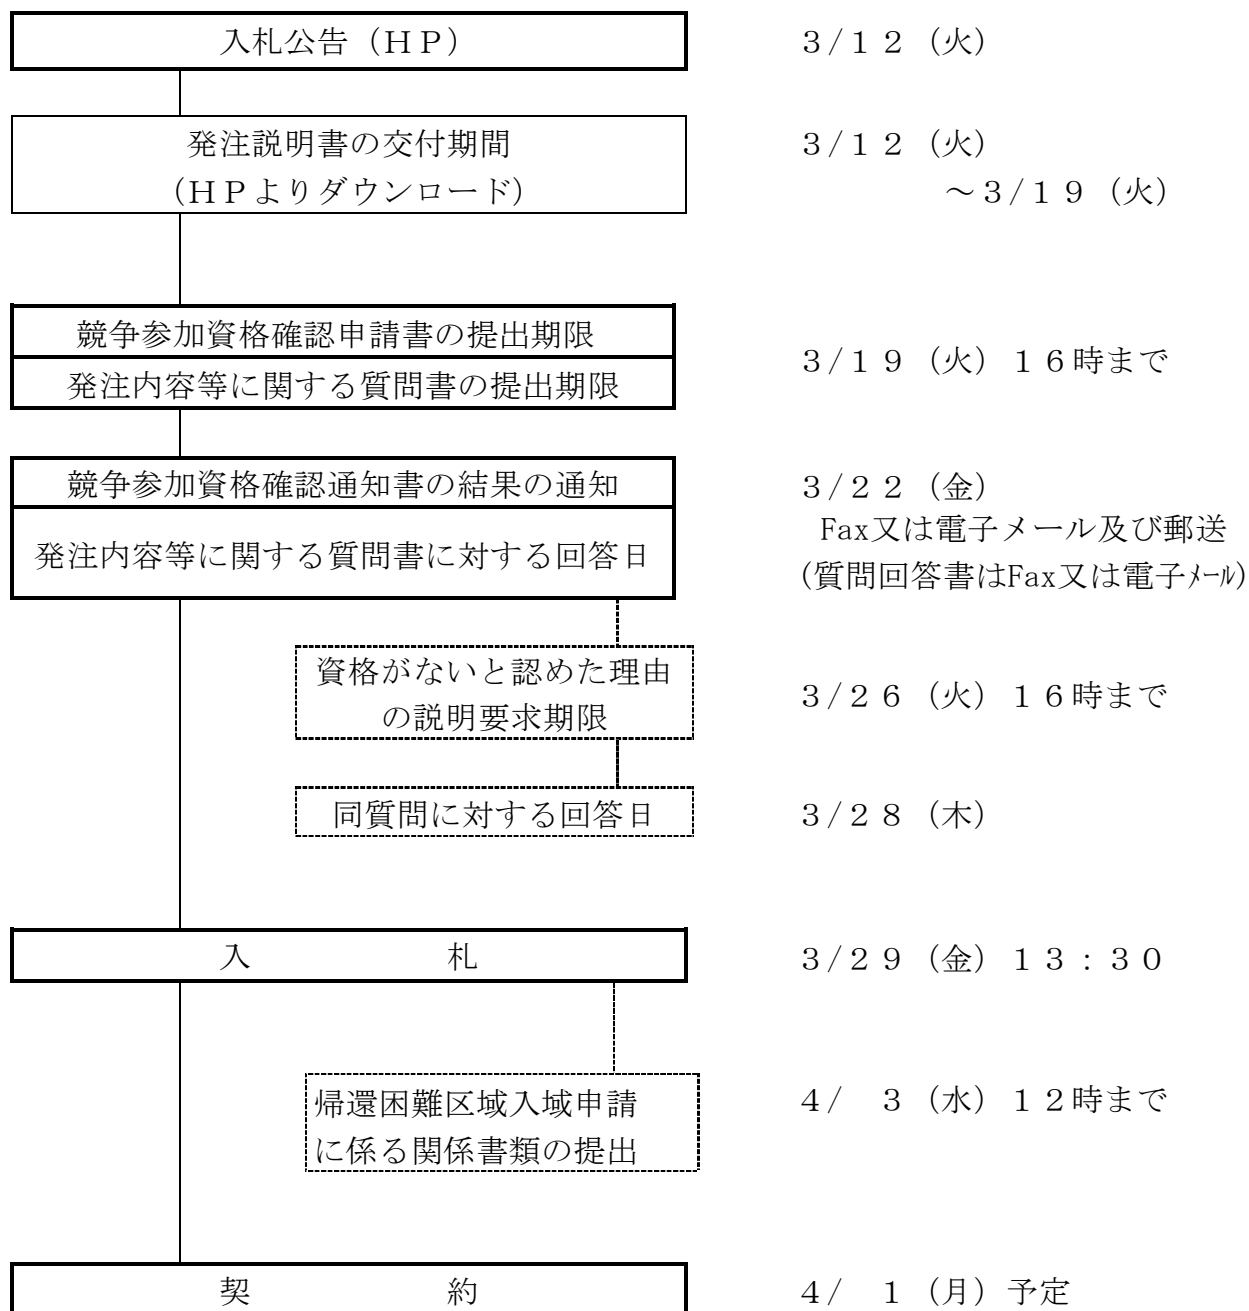 入札公告（ＨＰ）　３/１２（火）
発注説明書の交付期間　３/１２（火）
（ＨＰよりダウンロード）　～３/１９（火）
競争参加資格確認申請書の提出期限
３/１９（火）１６時まで
発注内容等に関する質問書の提出期限
競争参加資格確認通知書の結果の通知　３/２２（金）
Fax又は電子メール及び郵送
発注内容等に関する質問書に対する回答日
(質問回答書はFax又は電子ﾒｰﾙ)
資格がないと認めた理由
３/２６（火）１６時まで
の説明要求期限
同質問に対する回答日　３/２８（木）
入　　　札　３/２９（金）１３：３０
帰還困難区域入域申請　４/　３（水）１２時まで
に係る関係書類の提出
契　　　約　４/　１（月）予定